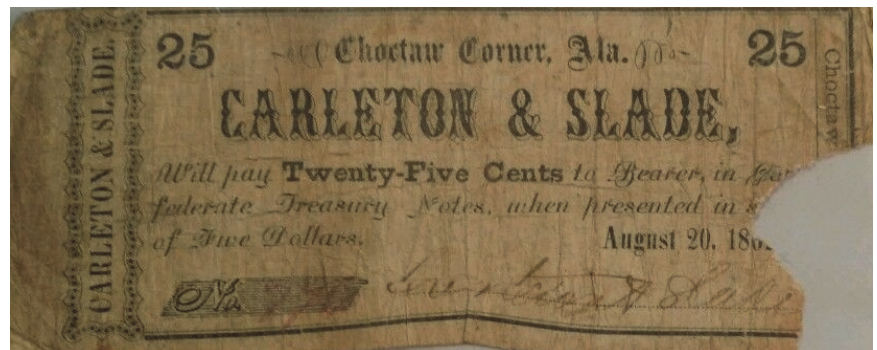 25 Choctaw Corner, Ala. 25
CARLETON & SLADE,
Will pay Twenty-Five Cents to Bearer, in
federate Treasury Notes, when presented in
of Five Dollars.
August 20, 186
No.
CARLETON & SLADE.
Choctaw